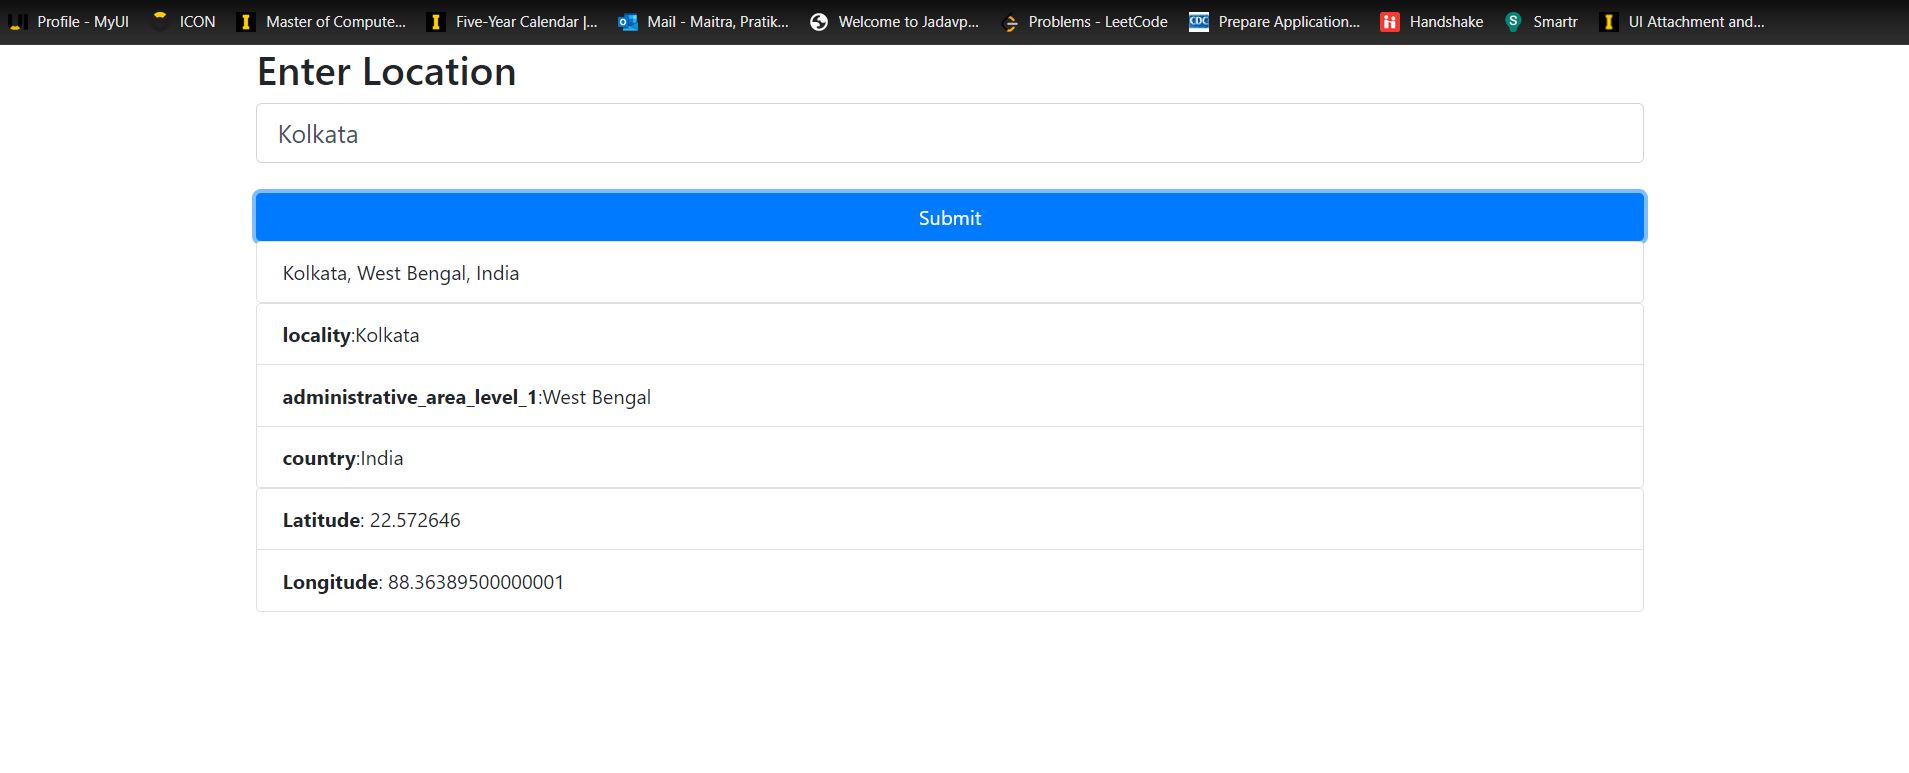 Profile - MyUI ICON Master of Compute... Five-Year Calendar |... Mail - Maitra, Pratik... Welcome to Jadavp... Problems - LeetCode CDC Prepare Application... Handshake S Smartr UI Attachment and...
Enter Location
Kolkata
Submit
Kolkata, West Bengal, India
locality:Kolkata
administrative_area_level_1:West Bengal
country:India
Latitude: 22.572646
Longitude: 88.36389500000001